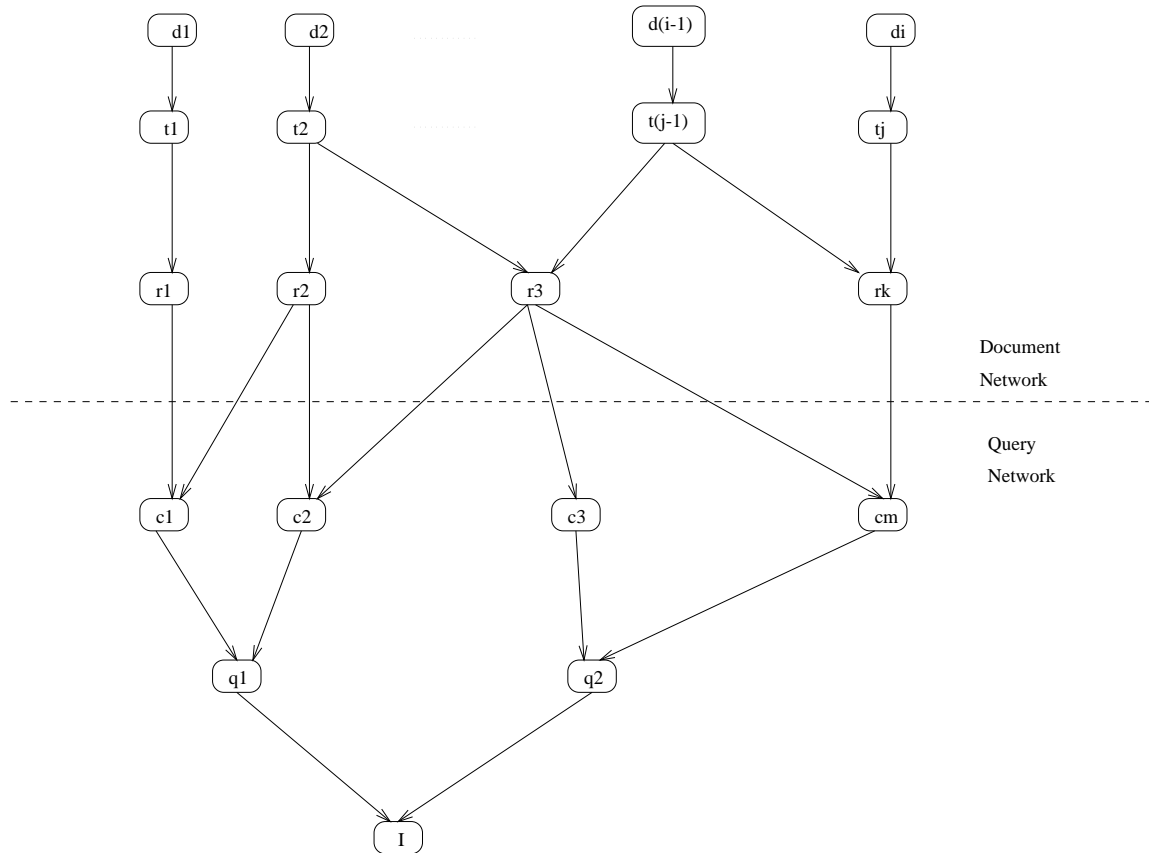 d1
d2
d(i-1)
di
t1
t2
t(j-1)
tj
r1
r2
r3
rk
Document
Network
Query
Network
c1
c2
c3
cm
q1
q2
I